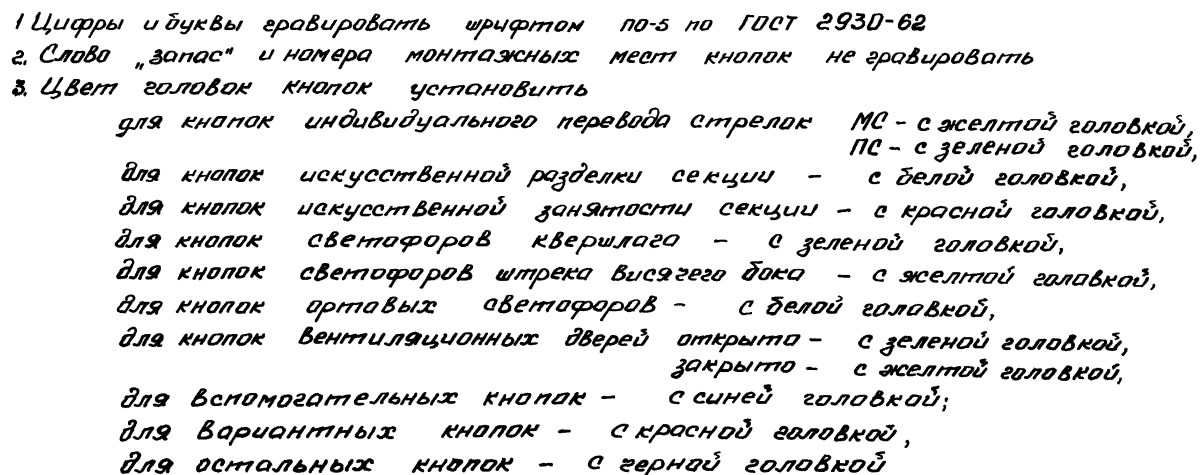 1 Цифры и буквы гравировать шрифтом по-5 по ГОСТ 2930-62
2. Слово „запас" и номера монтажных мест кнопок не гравировать
3. Цвет головок кнопок установить
для кнопок индивидуального перевода стрелок МС - с желтой головкой,
ПС - с зеленой головкой,
для кнопок искусственной разделки секции - с белой головкой,
для кнопок искусственной занятости секции - с красной головкой,
для кнопок светофоров квершлага - с зеленой головкой,
для кнопок светофоров штрека висячего бока - с желтой головкой,
для кнопок ортовых светофоров - с белой головкой,
для кнопок вентиляционных дверей открыто - с зеленой головкой,
закрыто - с желтой головкой,
для вспомогательных кнопок - с синей головкой;
для вариантных кнопок - с красной головкой,
для остальных кнопок - с черной головкой